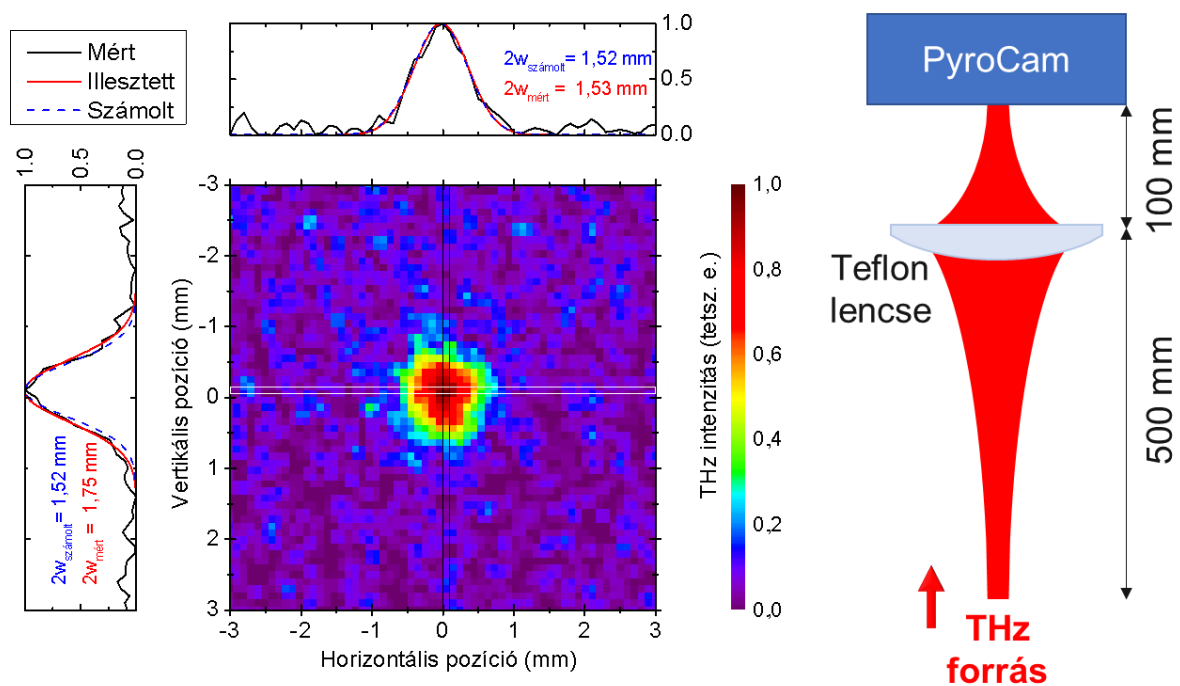 Mért
Illesztett
Számolt
2w_számolt = 1,52 mm
2w_mért = 1,53 mm
1.0
0.5
0.0
1.0
0.5
0.0
2w_számolt = 1,52 mm
2w_mért = 1,75 mm
-3
-2
-1
0
1
2
3
Vertikális pozíció (mm)
-3
-2
-1
0
1
2
3
Horizontális pozíció (mm)
1,0
0,8
0,6
0,4
0,2
0,0
THz intenzitás (tetsz. e.)
PyroCam
100 mm
Teflon
lencse
500 mm
THz
forrás